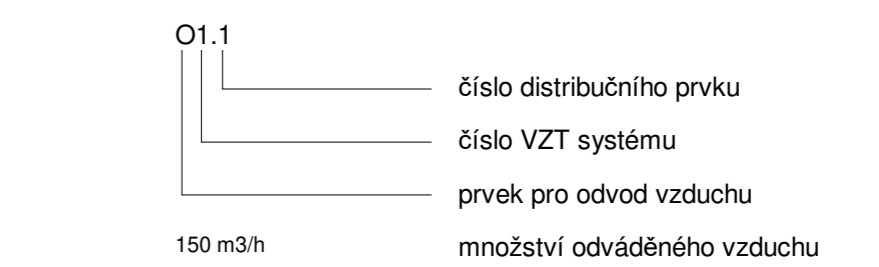 O1.1
číslo distribučního prvku
číslo VZT systému
prvek pro odvod vzduchu
150 m3/h množství odváděného vzduchu